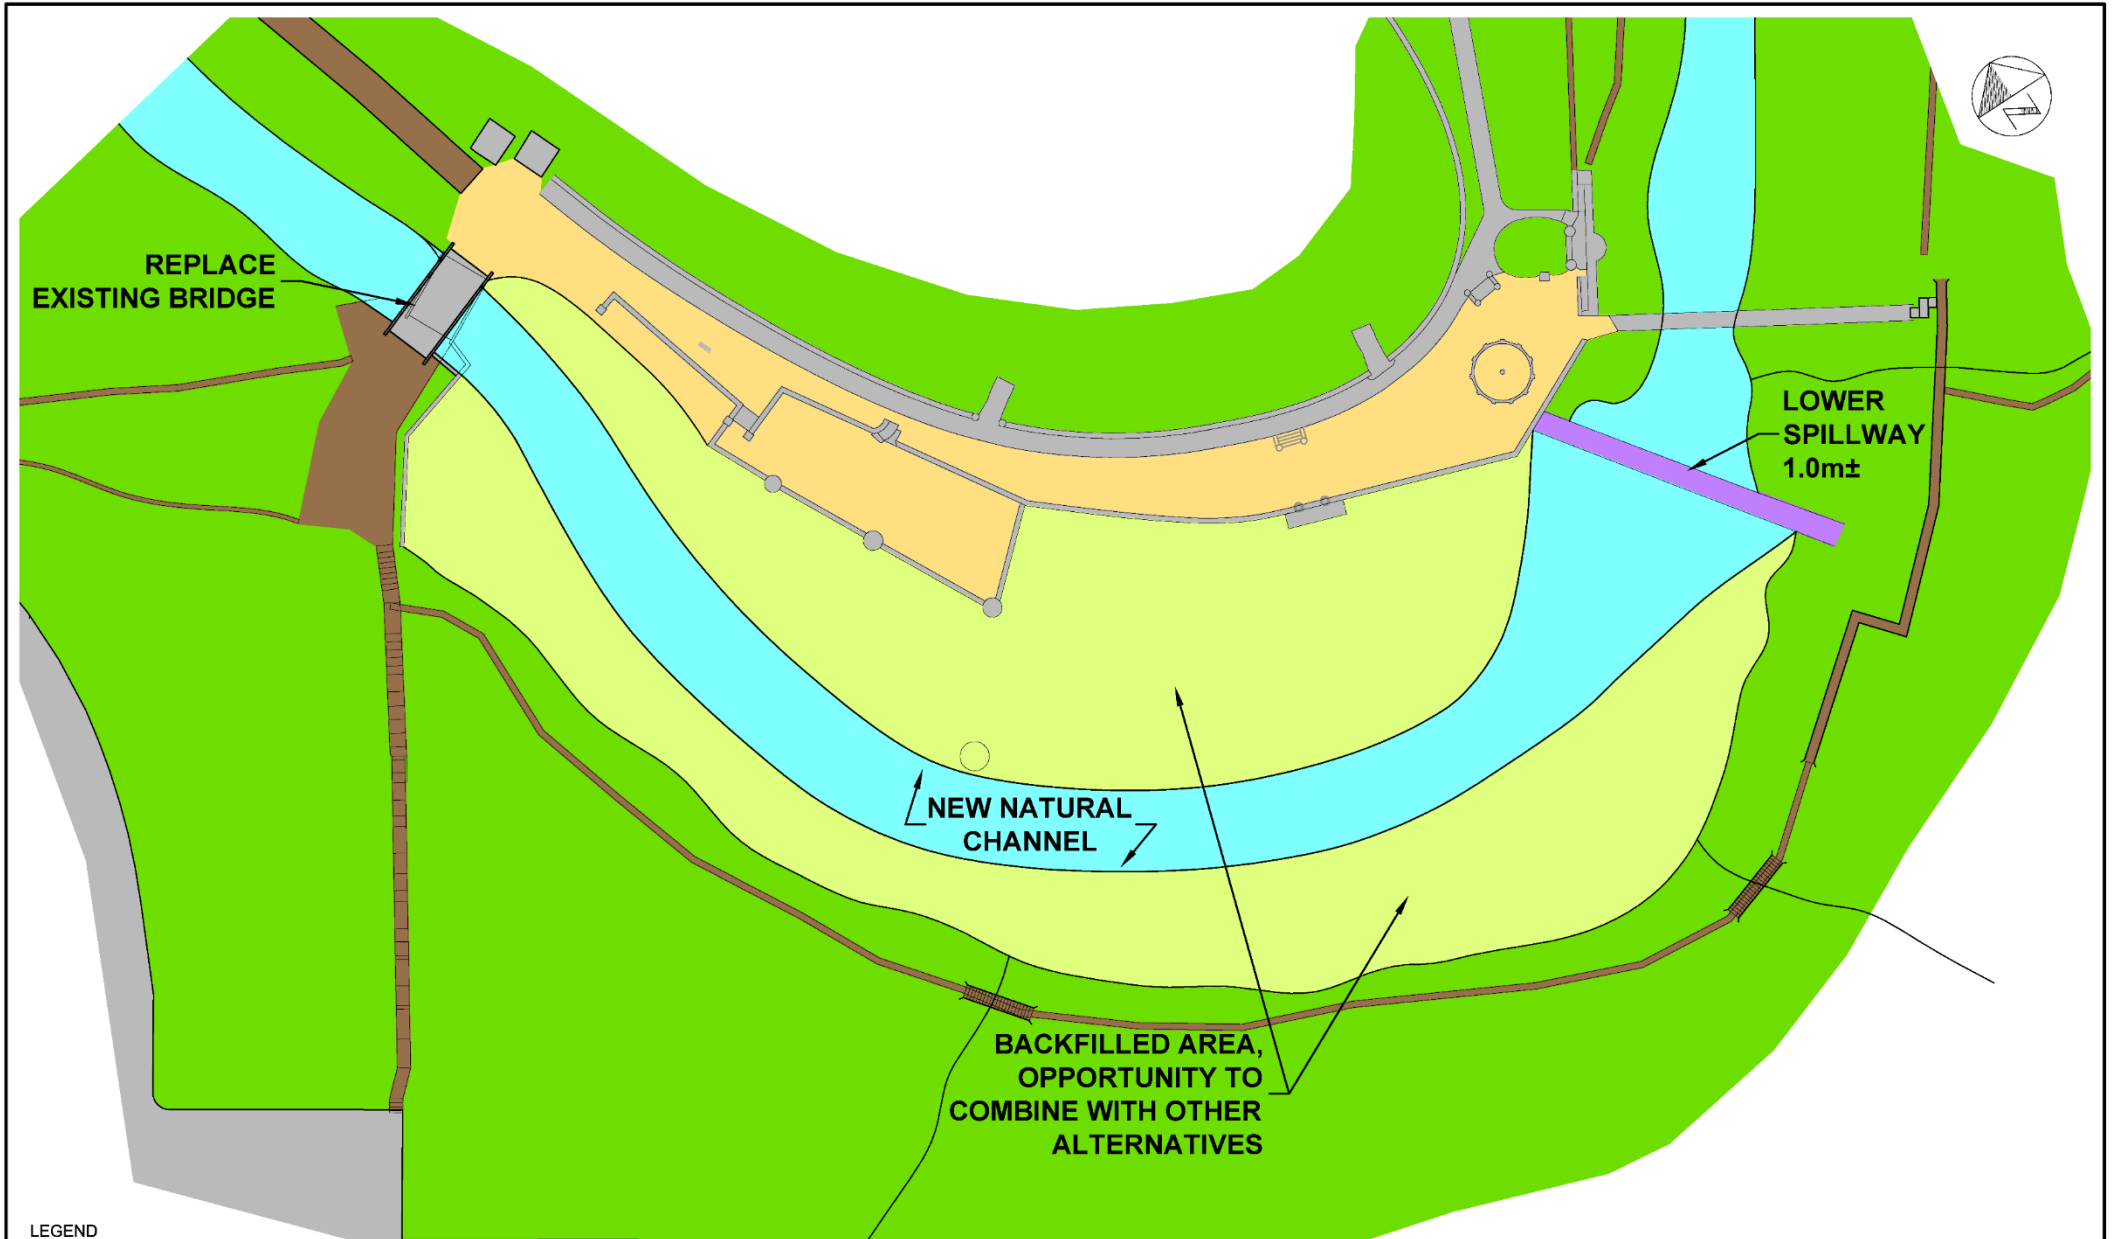 REPLACE
EXISTING BRIDGE
LOWER
SPILLWAY
1.0m±
NEW NATURAL
CHANNEL
BACKFILLED AREA,
OPPORTUNITY TO
COMBINE WITH OTHER
ALTERNATIVES
LEGEND